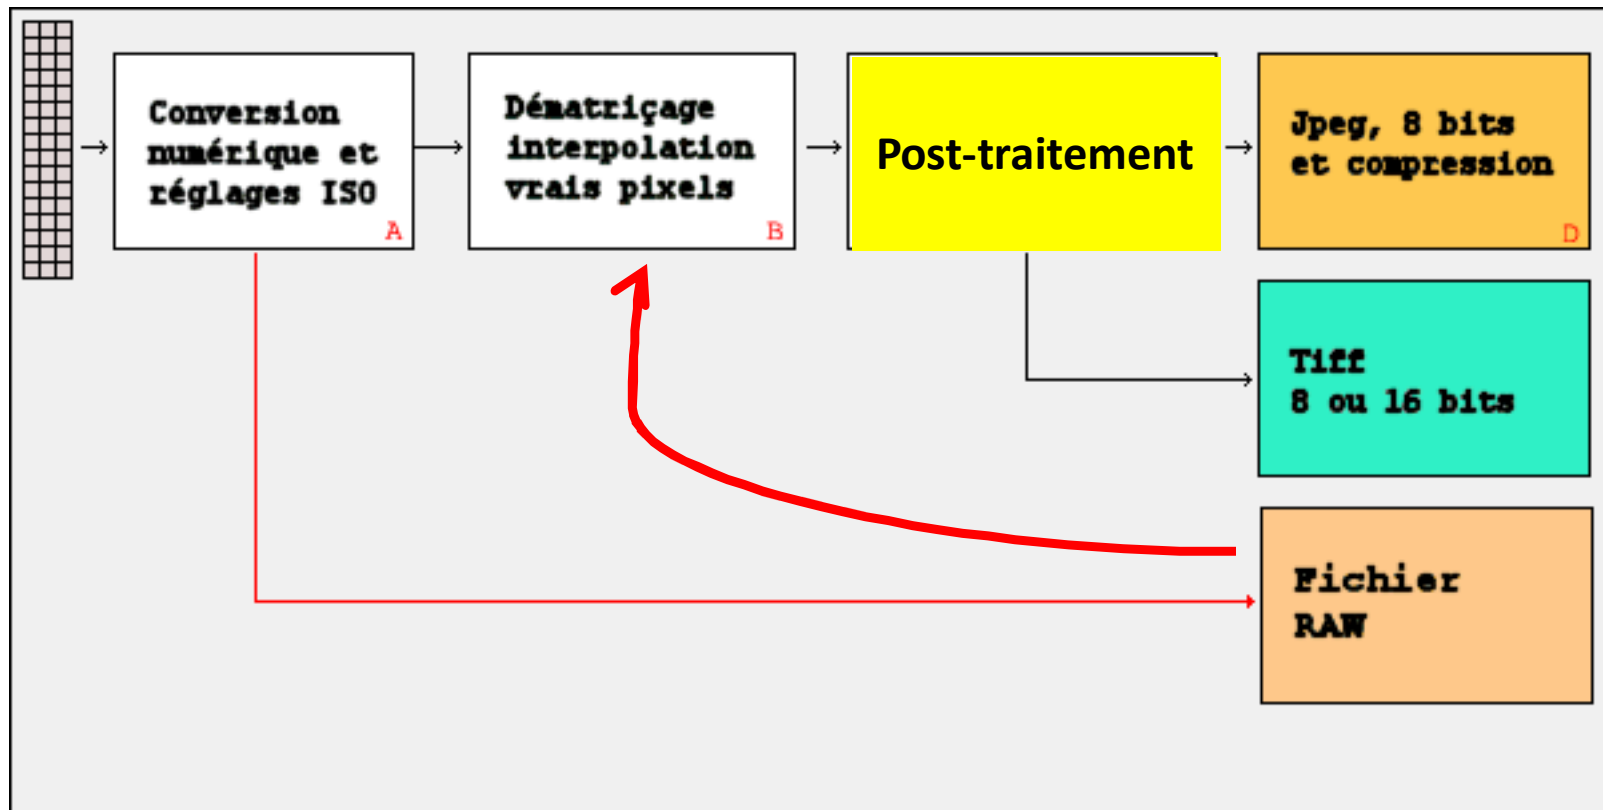 Conversion
numérique et
réglages ISO
A
Dématriçage
interpolation
vrais pixels
B
Post-traitement
Jpeg, 8 bits
et compression
D
Tiff
8 ou 16 bits
Fichier
RAW